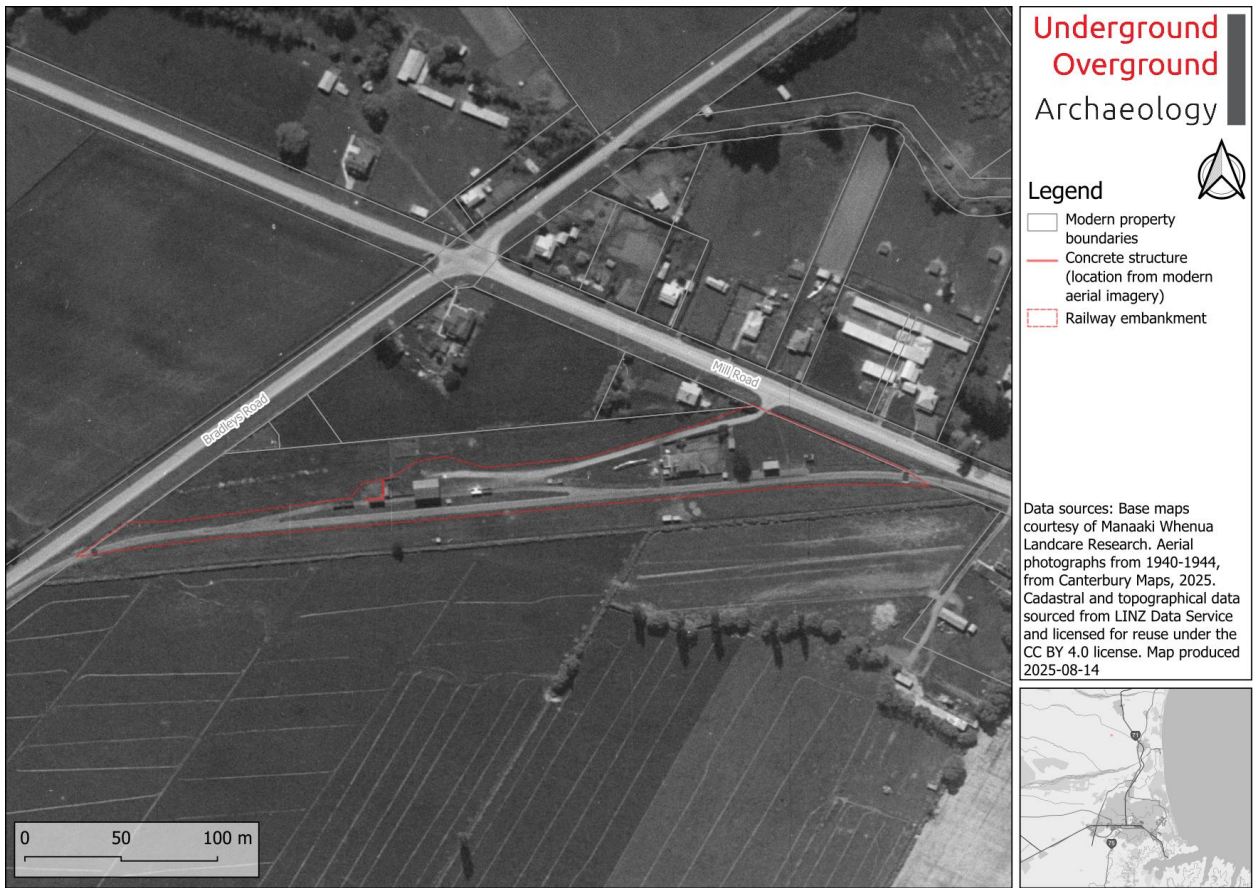 Underground
Overground
Archaeology
Legend
Modern property
boundaries
Concrete structure
(location from modern
aerial imagery)
Railway embankment
Bradleys Road
Mill Road
Data sources: Base maps
courtesy of Manaaki Whenua
Landcare Research. Aerial
photographs from 1940-1944,
from Canterbury Maps, 2025.
Cadastral and topographical data
sourced from LINZ Data Service
and licensed for reuse under the
CC BY 4.0 license. Map produced
2025-08-14
0 50 100 m
71